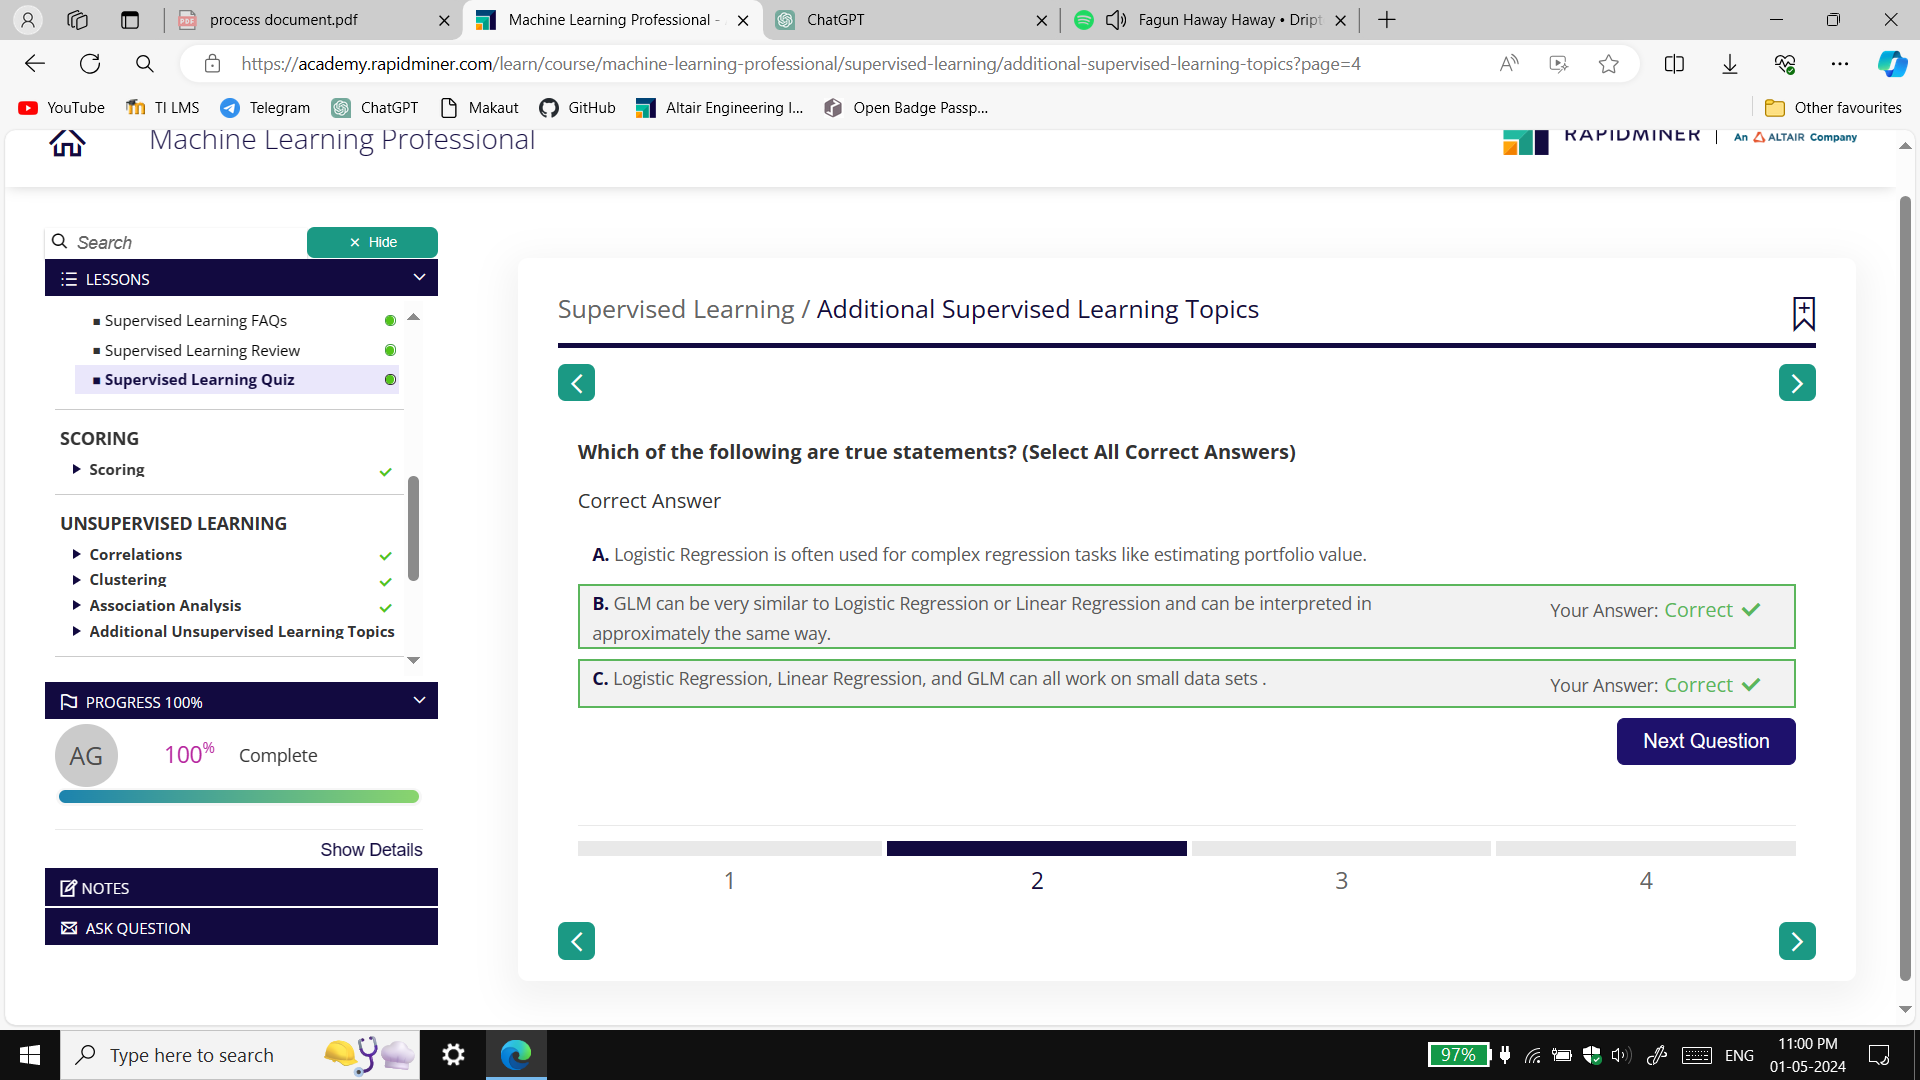 process document.pdf
Machine Learning Professional -
ChatGPT
Fagun Haway Haway • Dript
https://academy.rapidminer.com/learn/course/machine-learning-professional/supervised-learning/additional-supervised-learning-topics?page=4
YouTube
TI LMS
Telegram
ChatGPT
Makaut
GitHub
Altair Engineering I...
Open Badge Passp...
Other favourites
Machine Learning Professional
RAPIDMINER | An ALTAIR Company
Search
× Hide
LESSONS
Supervised Learning FAQs
Supervised Learning Review
Supervised Learning Quiz
SCORING
Scoring
UNSUPERVISED LEARNING
Correlations
Clustering
Association Analysis
Additional Unsupervised Learning Topics
PROGRESS 100%
AG
100% Complete
Show Details
NOTES
ASK QUESTION
Supervised Learning / Additional Supervised Learning Topics
Which of the following are true statements? (Select All Correct Answers)
Correct Answer
A. Logistic Regression is often used for complex regression tasks like estimating portfolio value.
B. GLM can be very similar to Logistic Regression or Linear Regression and can be interpreted in
approximately the same way.
Your Answer: Correct
C. Logistic Regression, Linear Regression, and GLM can all work on small data sets .
Your Answer: Correct
Next Question
1
2
3
4
Type here to search
97%
ENG
11:00 PM
01-05-2024